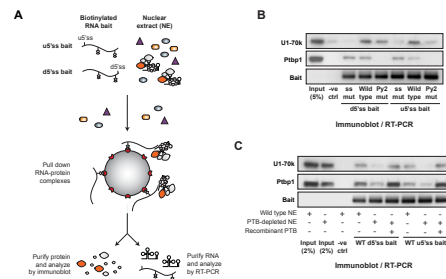 A
Biotinylated
RNA bait
Nuclear
extract (NE)
u5'ss
u5'ss bait
d5'ss
d5'ss bait
Pull down
RNA-protein
complexes
Purify protein
and analyze
by immunoblot
Purify RNA
and analyze
by RT-PCR
B
U1-70k
Ptbp1
Bait
Input
(5%)
-ve
ctrl
ss
mut
Wild
type
Py2
mut
ss
mut
Wild
type
Py2
mut
d5'ss bait
u5'ss bait
Immunoblot / RT-PCR
C
U1-70k
Ptbp1
Bait
Wild type NE + - + + - - + - -
PTB-depleted NE - + - - + + - + +
Recombinant PTB - - - - - + - - +
Input
(2%)
Input
(2%)
-ve
ctrl
WT d5'ss bait
WT u5'ss bait
Immunoblot / RT-PCR